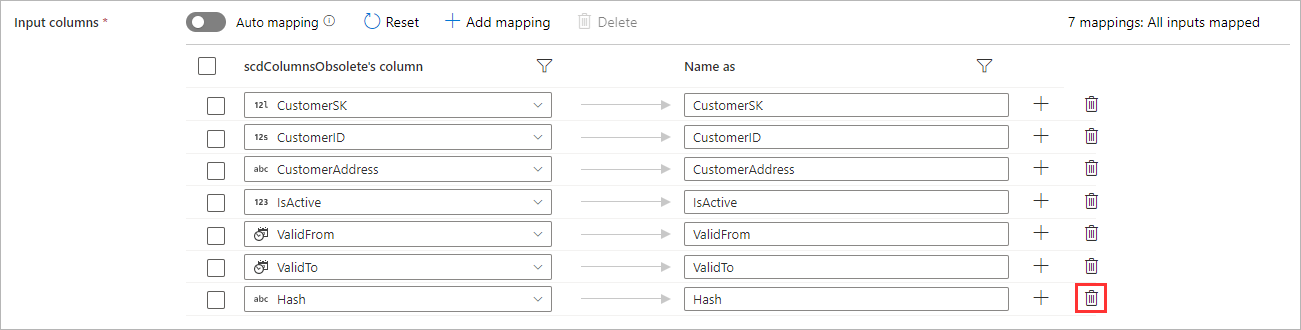 Input columns * Auto mapping Reset Add mapping Delete 7 mappings: All inputs mapped
scdColumnsObsolete's column Name as
12l CustomerSK CustomerSK
12s CustomerID CustomerID
abc CustomerAddress CustomerAddress
123 IsActive IsActive
ValidFrom ValidFrom
ValidTo ValidTo
abc Hash Hash